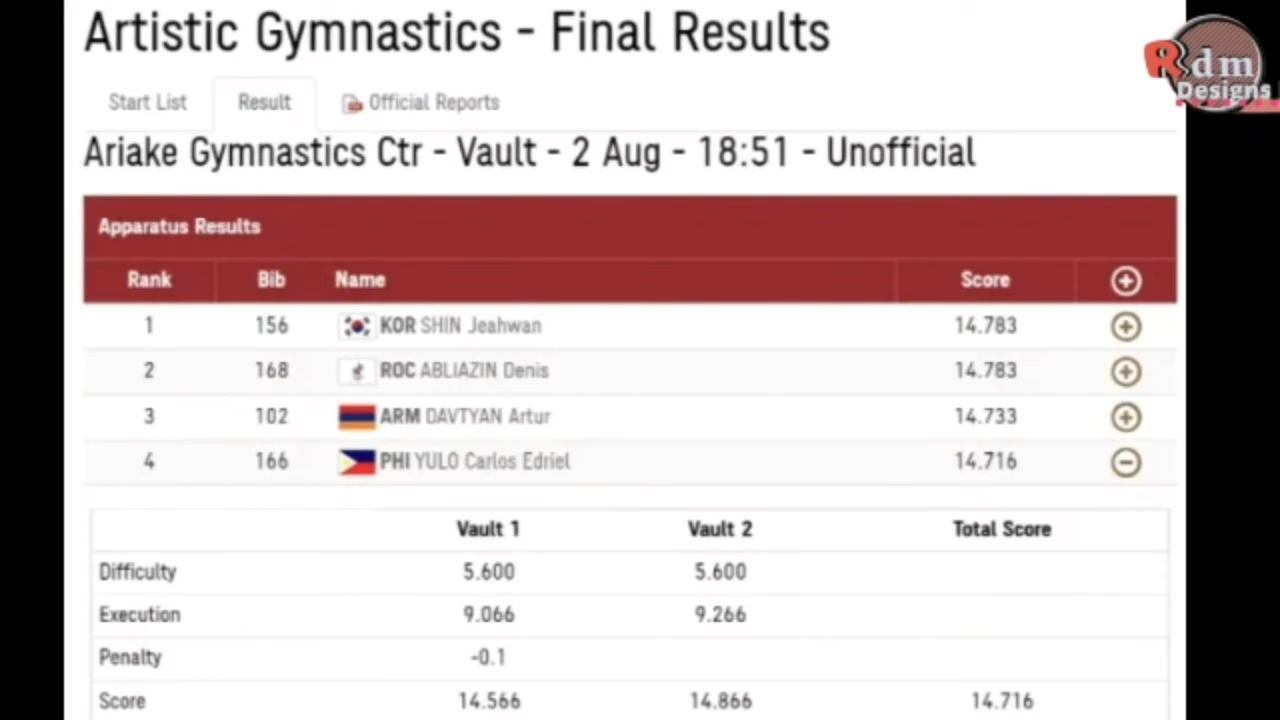 Artistic Gymnastics - Final Results
Rdm
Designs
Start List Result Official Reports
Ariake Gymnastics Ctr - Vault - 2 Aug - 18:51 - Unofficial
Apparatus Results
Rank Bib Name Score
1 156 KOR SHIN Jeahwan 14.783
2 168 ROC ABLIAZIN Denis 14.783
3 102 ARM DAVTYAN Artur 14.733
4 166 PHI YULO Carlos Edriel 14.716
Vault 1 Vault 2 Total Score
Difficulty 5.600 5.600
Execution 9.066 9.266
Penalty -0.1
Score 14.566 14.866 14.716